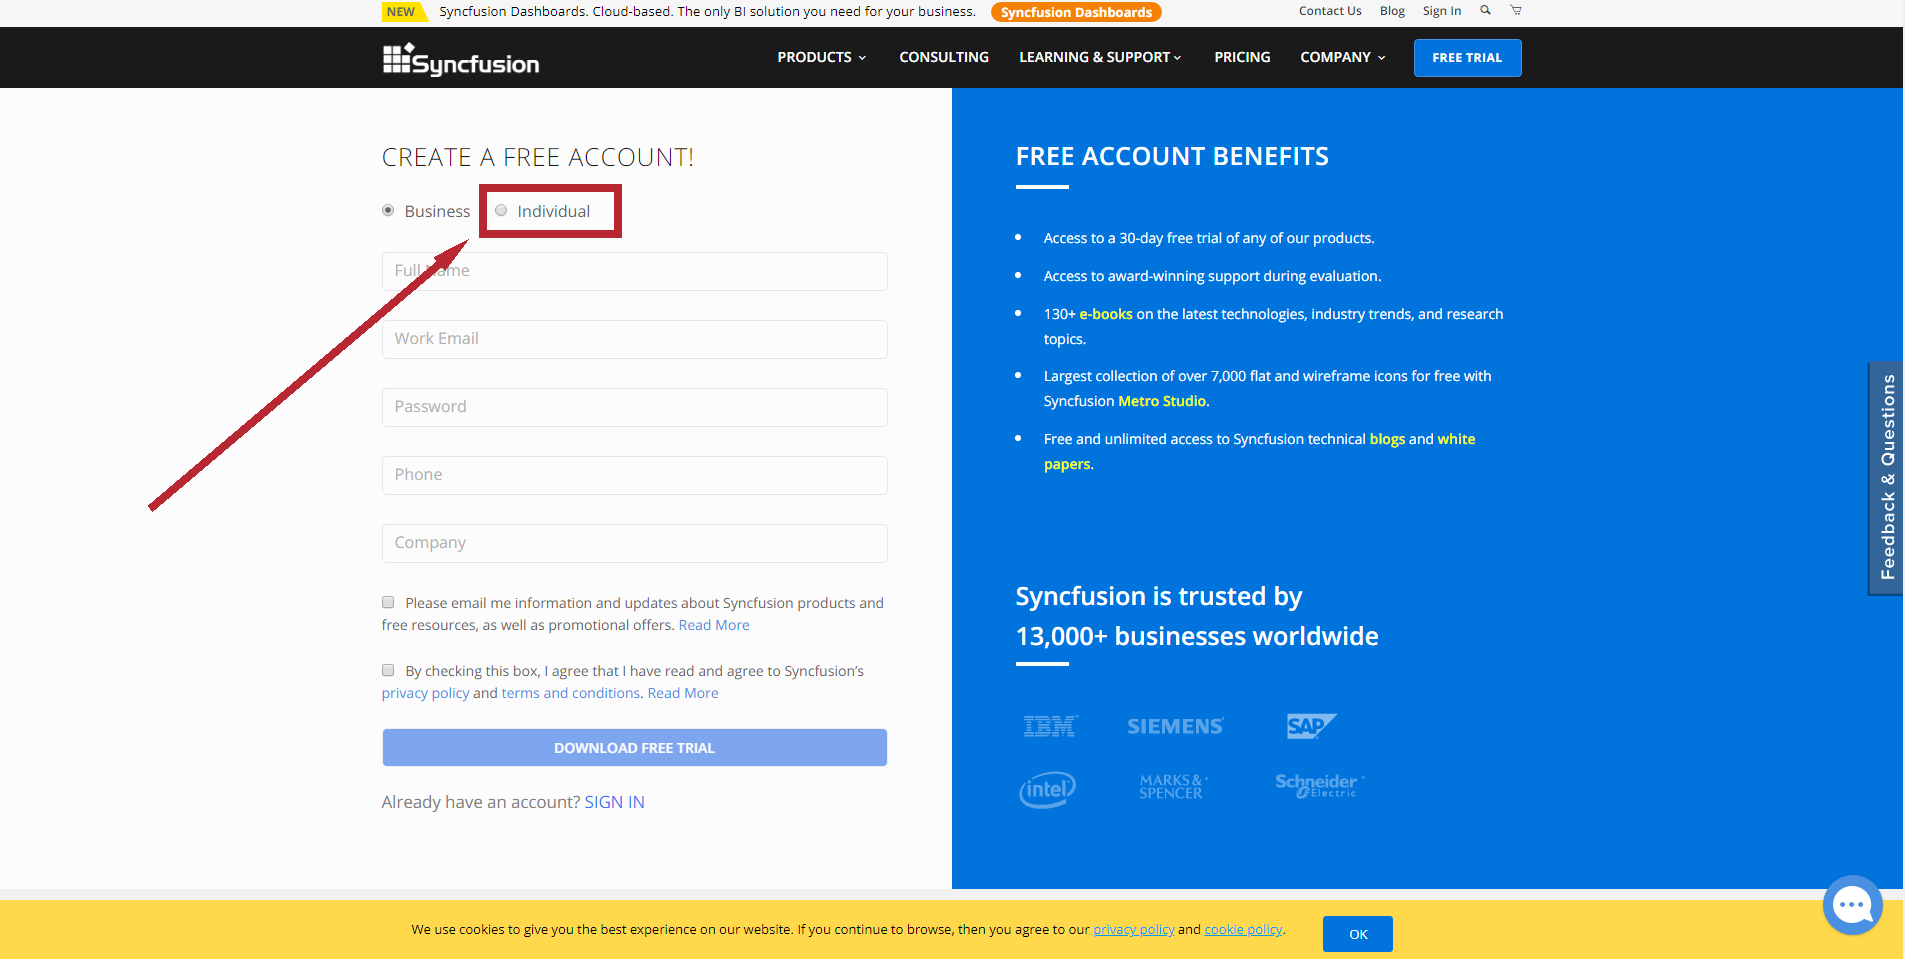 NEW Syncfusion Dashboards. Cloud-based. The only BI solution you need for your business. Syncfusion Dashboards Contact Us Blog Sign In
Syncfusion PRODUCTS CONSULTING LEARNING & SUPPORT PRICING COMPANY FREE TRIAL
CREATE A FREE ACCOUNT!
Business Individual
Full Name
Work Email
Password
Phone
Company
Please email me information and updates about Syncfusion products and
free resources, as well as promotional offers. Read More
By checking this box, I agree that I have read and agree to Syncfusion’s
privacy policy and terms and conditions. Read More
DOWNLOAD FREE TRIAL
Already have an account? SIGN IN
FREE ACCOUNT BENEFITS
• Access to a 30-day free trial of any of our products.
• Access to award-winning support during evaluation.
• 130+ e-books on the latest technologies, industry trends, and research
topics.
• Largest collection of over 7,000 flat and wireframe icons for free with
Syncfusion Metro Studio.
• Free and unlimited access to Syncfusion technical blogs and white
papers.
Syncfusion is trusted by
13,000+ businesses worldwide
IBM SIEMENS SAP
intel MARKS &
SPENCER Schneider
Electric
Feedback & Questions
We use cookies to give you the best experience on our website. If you continue to browse, then you agree to our privacy policy and cookie policy. OK